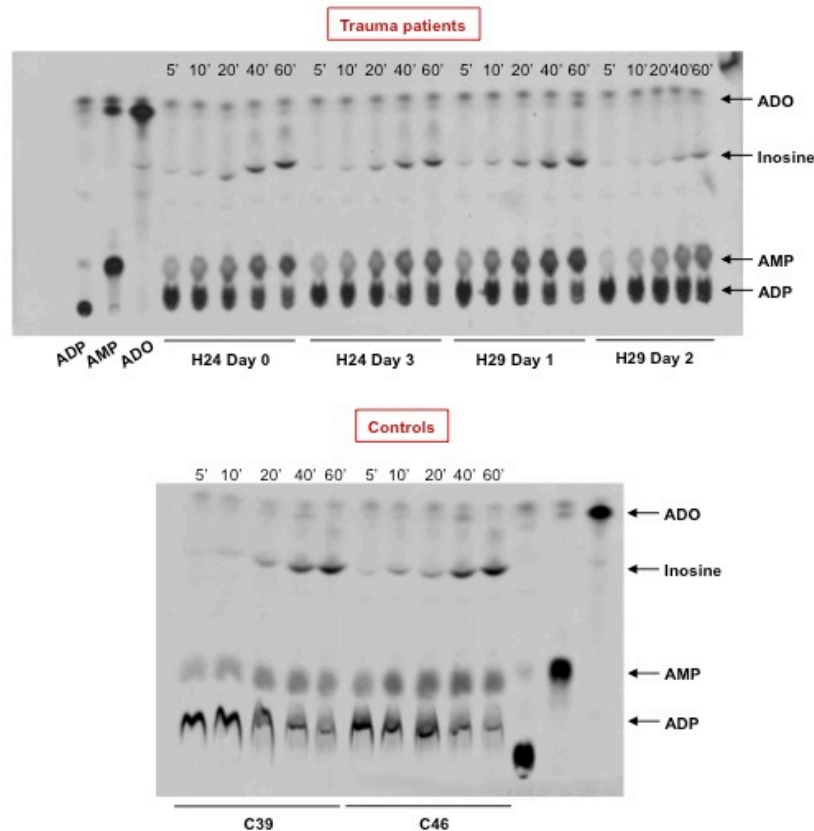 Trauma patients
5' 10' 20' 40' 60' 5' 10' 20' 40' 60' 5' 10' 20' 40' 60' 5' 10' 20' 40' 60'
ADO
Inosine
AMP
ADP
ADP AMP ADO
H24 Day 0 H24 Day 3 H29 Day 1 H29 Day 2
Controls
5' 10' 20' 40' 60' 5' 10' 20' 40' 60'
ADO
Inosine
AMP
ADP
C39 C46